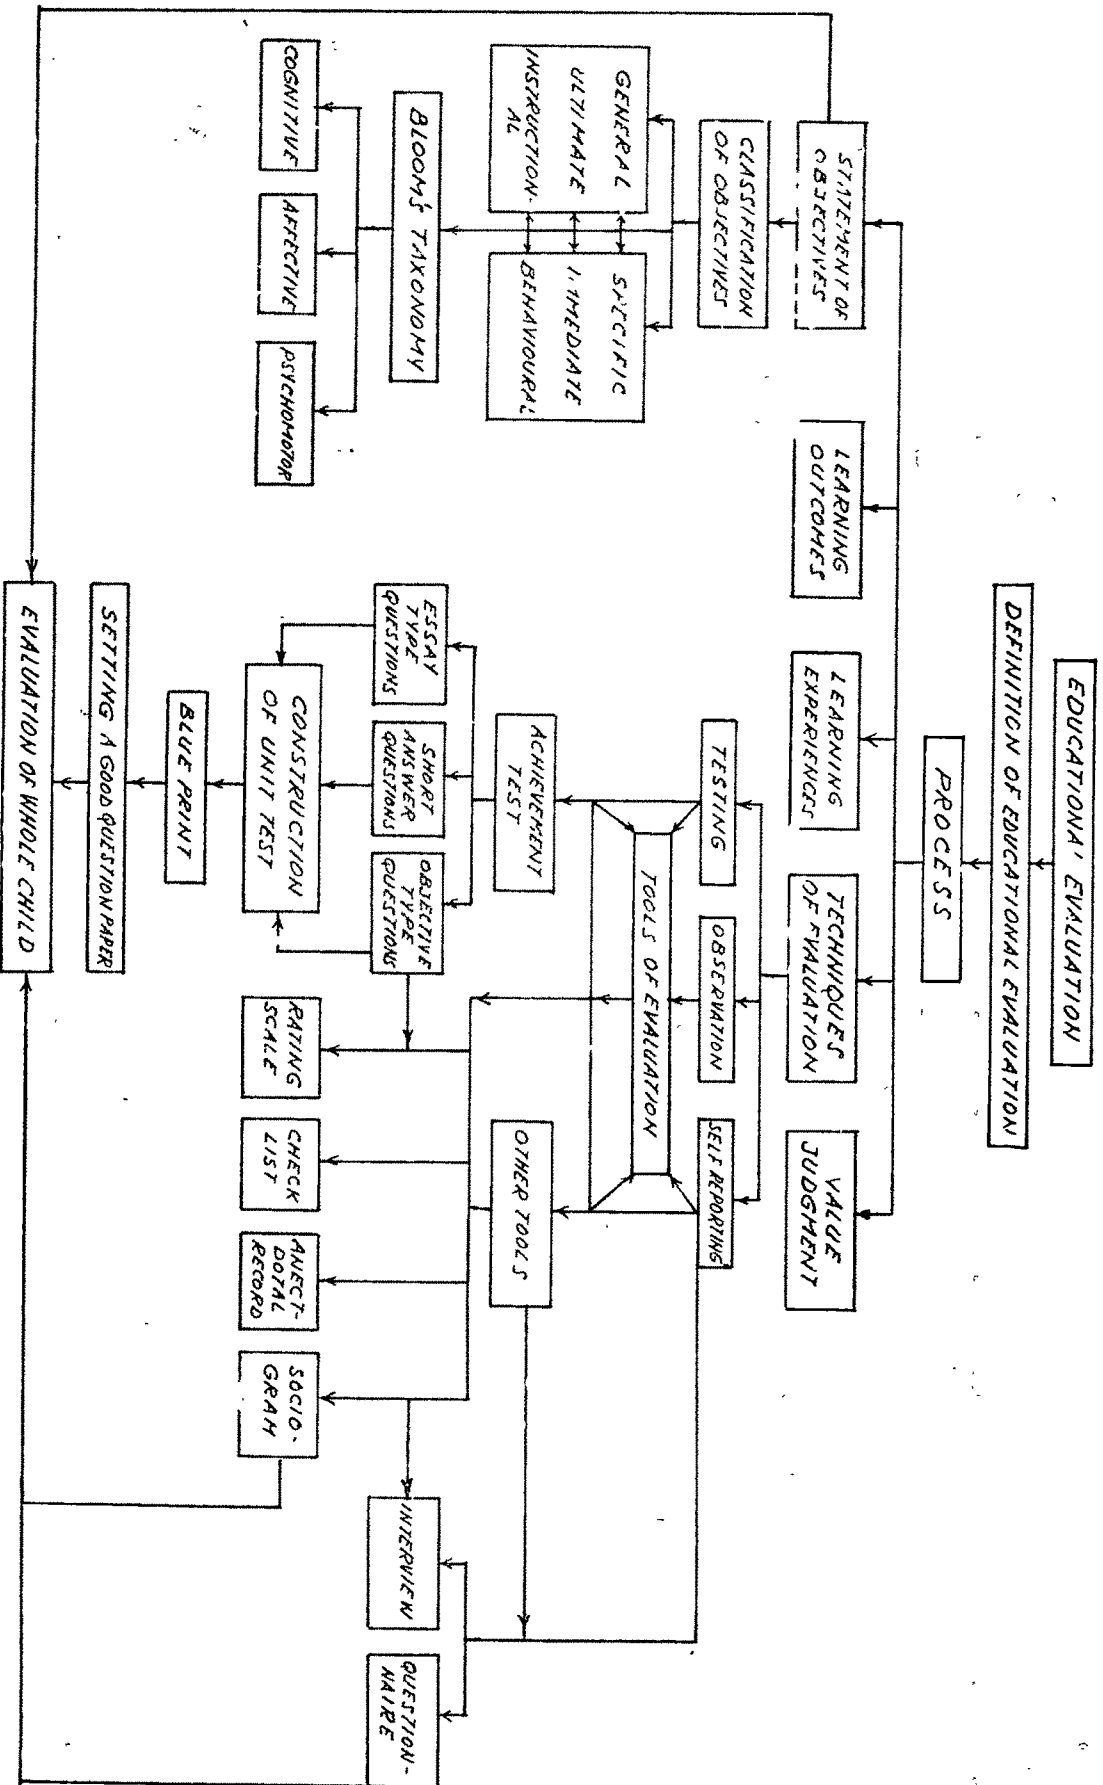 EDUCATIONA' EVALUATION
DEFINITION OF EDUCATIONAL EVALUATION
PROCESS
STATEMENT OF
OBJECTIVES
LEARNING
OUTCOMES
LEARNING
EXPERIENCES
TECHNIQUES
OF EVALUATION
VALUE
JUDGMENT
CLASSIFICATION
OF OBJECTIVES
TESTING
OBSERVATION
SELF REPORTING
GENERAL
ULTIMATE
INSTRUCTION-
AL
SPECIFIC
IMMEDIATE
BEHAVIOURAL
TOOLS OF EVALUATION
ACHIEVEMENT
TEST
OTHER TOOLS
BLOOM'S TAXONOMY
ESSAY
TYPE
QUESTIONS
SHORT
ANSWER
QUESTIONS
OBJECTIVE
TYPE
QUESTIONS
INTERVIEW
QUESTION-
NAIRE
COGNITIVE
AFFECTIVE
PSYCHOMOTOR
CONSTRUCTION
OF UNIT TEST
RATING
SCALE
CHECK
LIST
ANECT-
DOTAL
RECORD
SOCIO-
GRAM
BLUE PRINT
SETTING A GOOD QUESTION PAPER
EVALUATION OF WHOLE CHILD